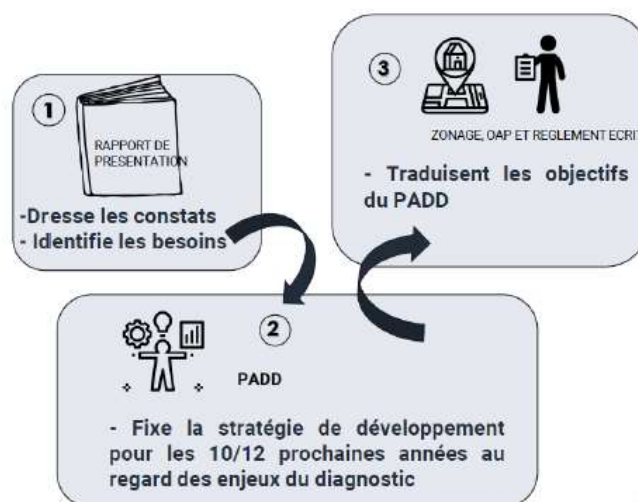 1
RAPPORT DE
PRESENTATION
-Dresse les constats
- Identifie les besoins
2
PADD
- Fixe la stratégie de développement
pour les 10/12 prochaines années au
regard des enjeux du diagnostic
3
ZONAGE, OAP ET REGLEMENT ECRIT
- Traduisent les objectifs
du PADD